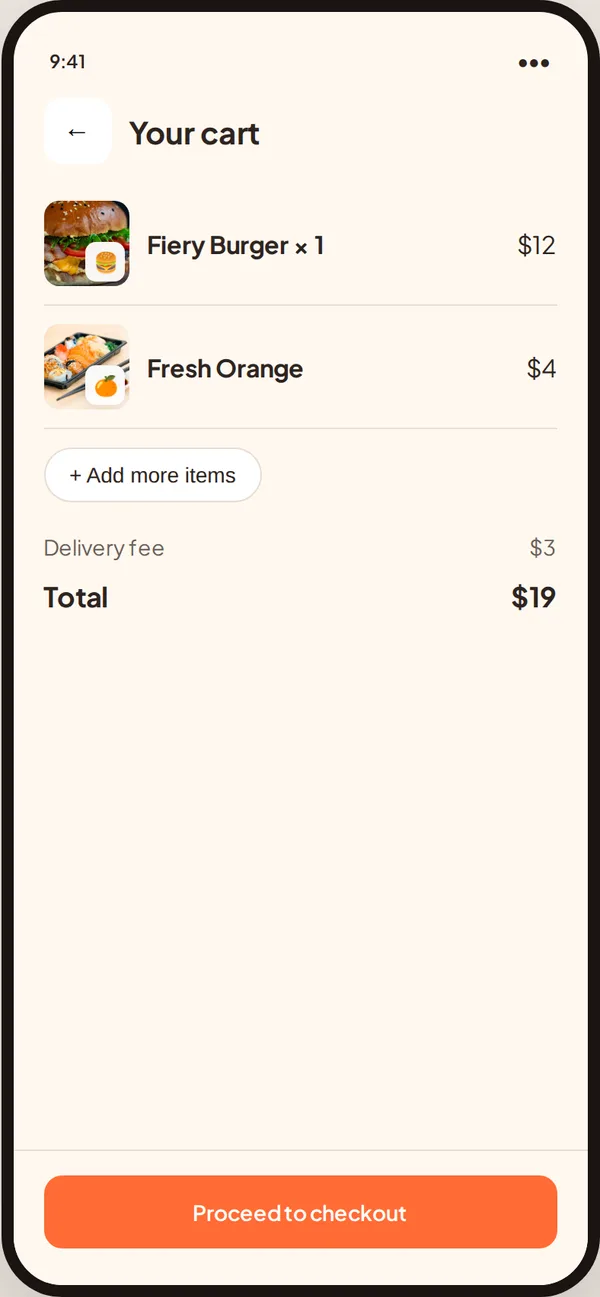 9:41
←
Your cart
Fiery Burger × 1 $12
Fresh Orange $4
+ Add more items
Delivery fee $3
Total $19
Proceed to checkout